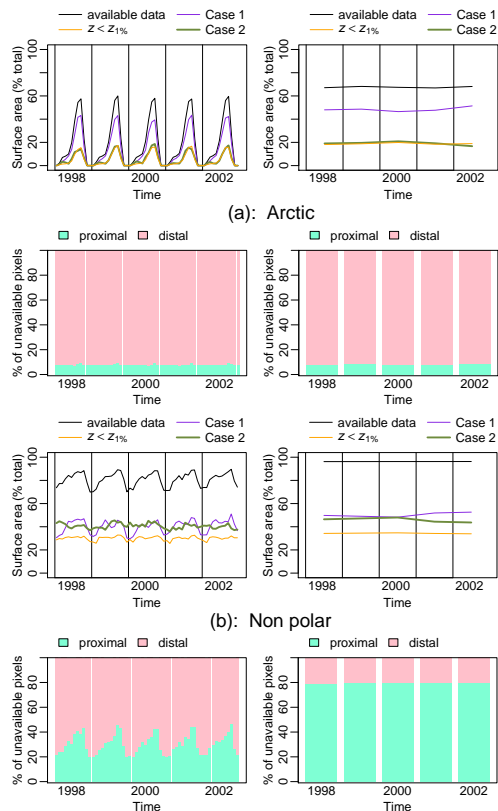 available data Case 1 available data Case 1
z < z1% Case 2 z < z1% Case 2
Surface area (% total)
0 20 60 100
1998 2000 2002
Time
Surface area (% total)
0 20 60 100
1998 2000 2002
Time
(a): Arctic
proximal distal proximal distal
% of unavailable pixels
0 20 40 60 80
1998 2000 2002
Time
% of unavailable pixels
0 20 40 60 80
1998 2000 2002
Time
available data Case 1 available data Case 1
z < z1% Case 2 z < z1% Case 2
Surface area (% total)
0 20 60 100
1998 2000 2002
Time
Surface area (% total)
0 20 60 100
1998 2000 2002
Time
(b): Non polar
proximal distal proximal distal
% of unavailable pixels
0 20 40 60 80
1998 2000 2002
Time
% of unavailable pixels
0 20 40 60 80
1998 2000 2002
Time